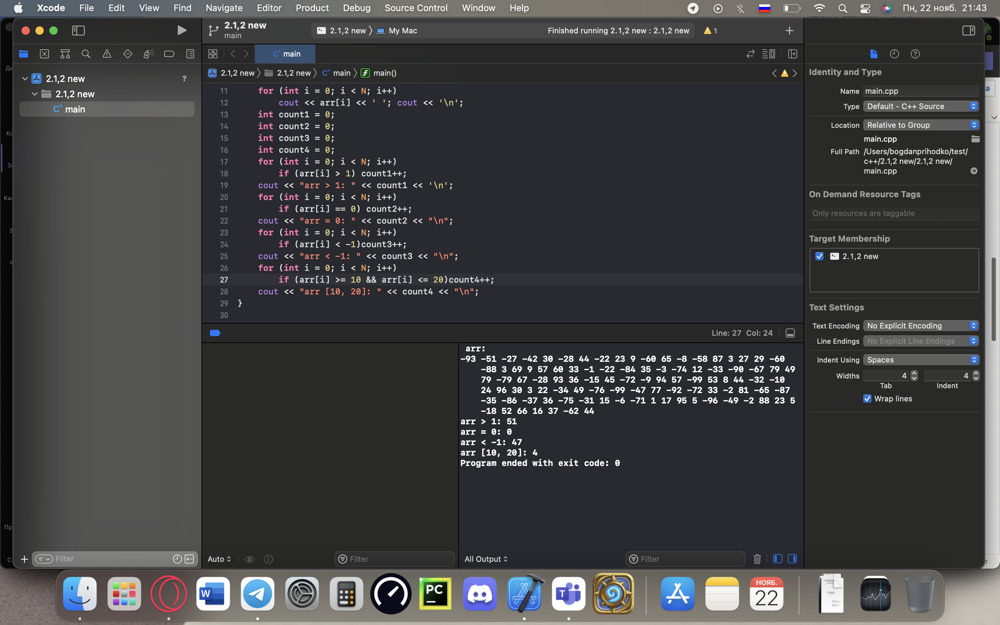 Xcode File Edit View Find Navigate Editor Product Debug Source Control Window Help Пн, 22 нояб. 21:43
2.1,2 new
main
2.1,2 new My Mac Finished running 2.1,2 new : 2.1,2 new 1
main
2.1,2 new 2.1,2 new main main()
2.1,2 new ?
2.1,2 new
main
11 for (int i = 0; i < N; i++)
12 cout << arr[i] << ' '; cout << '\n';
13 int count1 = 0;
14 int count2 = 0;
15 int count3 = 0;
16 int count4 = 0;
17 for (int i = 0; i < N; i++)
18 if (arr[i] > 1) count1++;
19 cout << "arr > 1: " << count1 << '\n';
20 for (int i = 0; i < N; i++)
21 if (arr[i] == 0) count2++;
22 cout << "arr = 0: " << count2 << "\n";
23 for (int i = 0; i < N; i++)
24 if (arr[i] < -1)count3++;
25 cout << "arr < -1: " << count3 << "\n";
26 for (int i = 0; i < N; i++)
27 if (arr[i] >= 10 && arr[i] <= 20)count4++;
28 cout << "arr [10, 20]: " << count4 << "\n";
29 }
30
Line: 27 Col: 24
arr:
-93 -51 -27 -42 30 -28 44 -22 23 9 -60 65 -8 -58 87 3 27 29 -60
-88 3 69 9 57 60 33 -1 -22 -84 35 -3 -74 12 -33 -90 -67 79 49
79 -79 67 -28 93 36 -15 45 -72 -9 94 57 -99 53 8 44 -32 -10
24 96 30 3 22 -34 49 -76 -99 -47 77 -92 -72 33 -2 81 -65 -87
-35 -86 -37 36 -75 -31 15 -6 -71 1 17 95 5 -96 -49 -2 88 23 5
-18 52 66 16 37 -62 44
arr > 1: 51
arr = 0: 0
arr < -1: 47
arr [10, 20]: 4
Program ended with exit code: 0
Filter
Auto
Filter
All Output
Filter
Identity and Type
Name main.cpp
Type Default - C++ Source
Location Relative to Group
main.cpp
Full Path /Users/bogdanprihodko/test/
c++/2.1,2 new/2.1,2 new/
main.cpp
On Demand Resource Tags
Only resources are taggable
Target Membership
2.1,2 new
Text Settings
Text Encoding No Explicit Encoding
Line Endings No Explicit Line Endings
Indent Using Spaces
Widths 4 4
Tab Indent
Wrap lines
W
PC
T
НОЯБ.
22